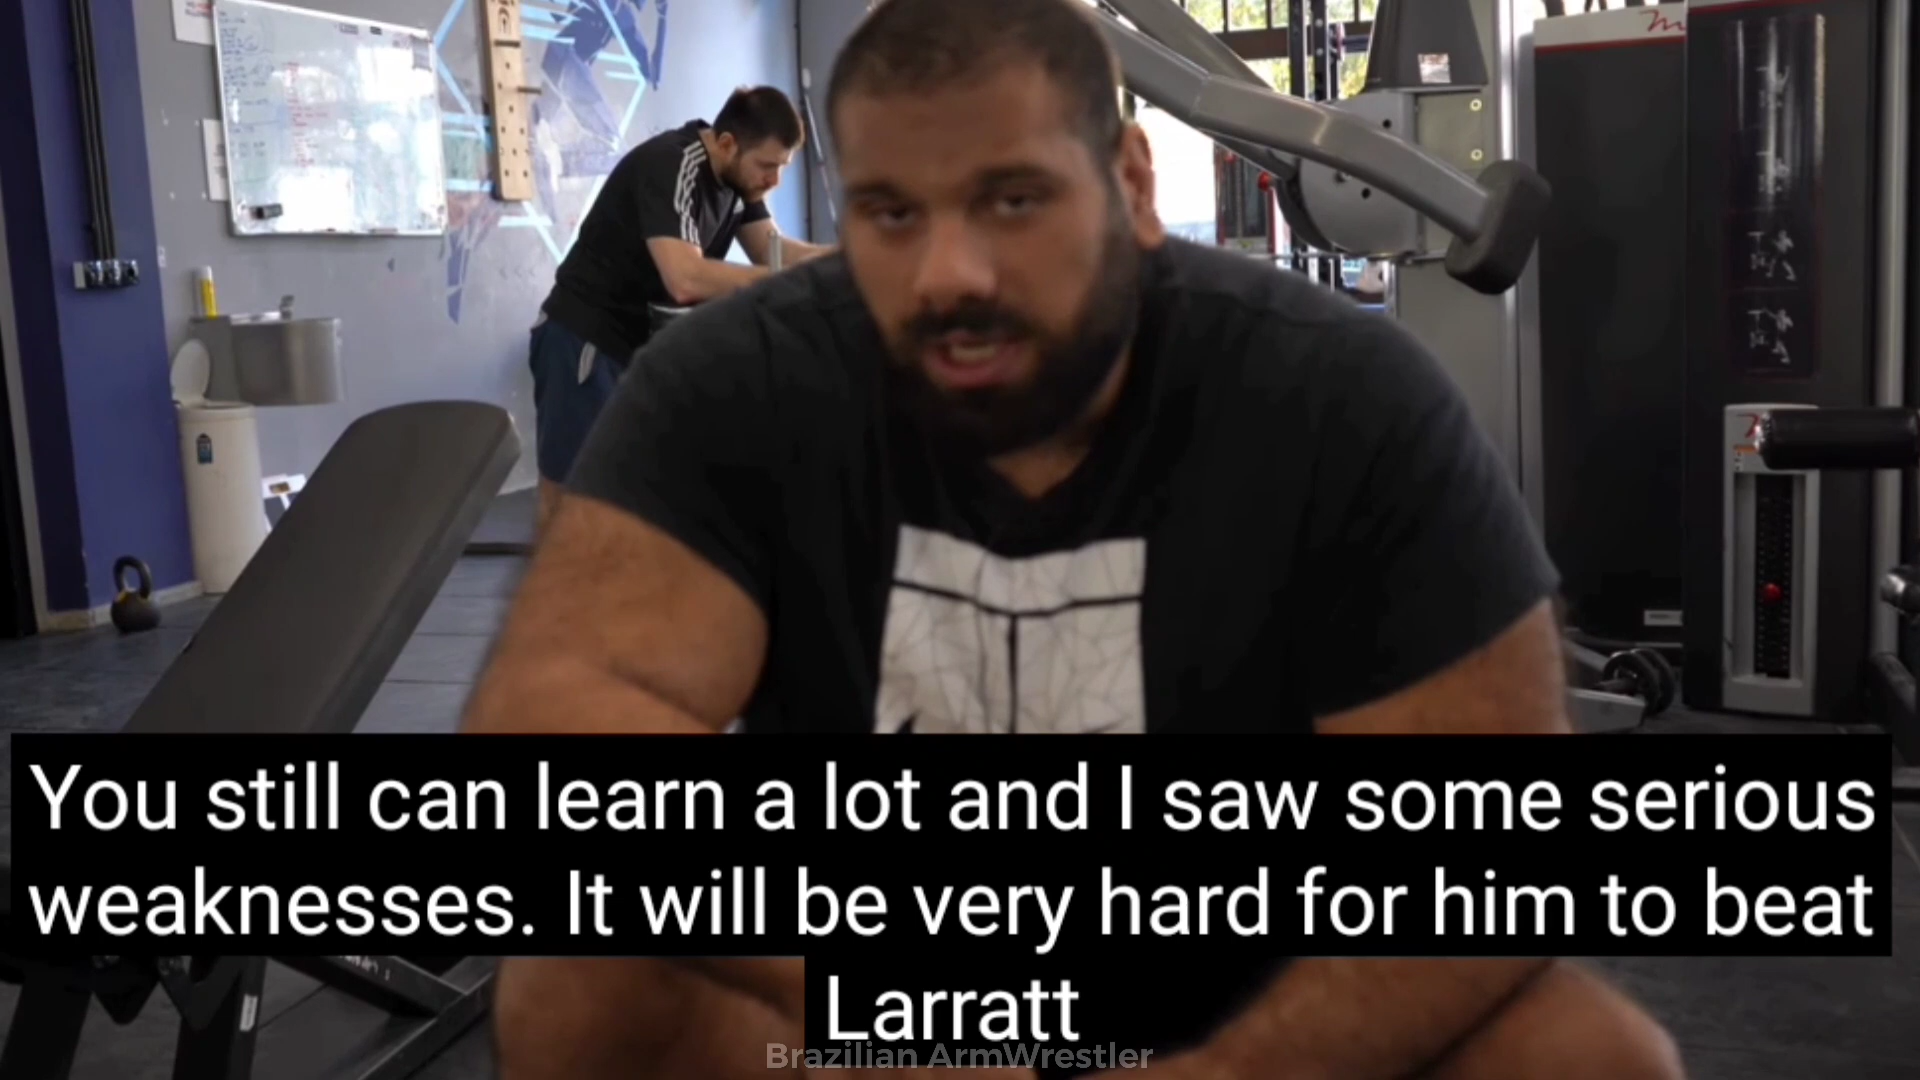 You still can learn a lot and I saw some serious
weaknesses. It will be very hard for him to beat
Larratt
Brazilian ArmWrestler